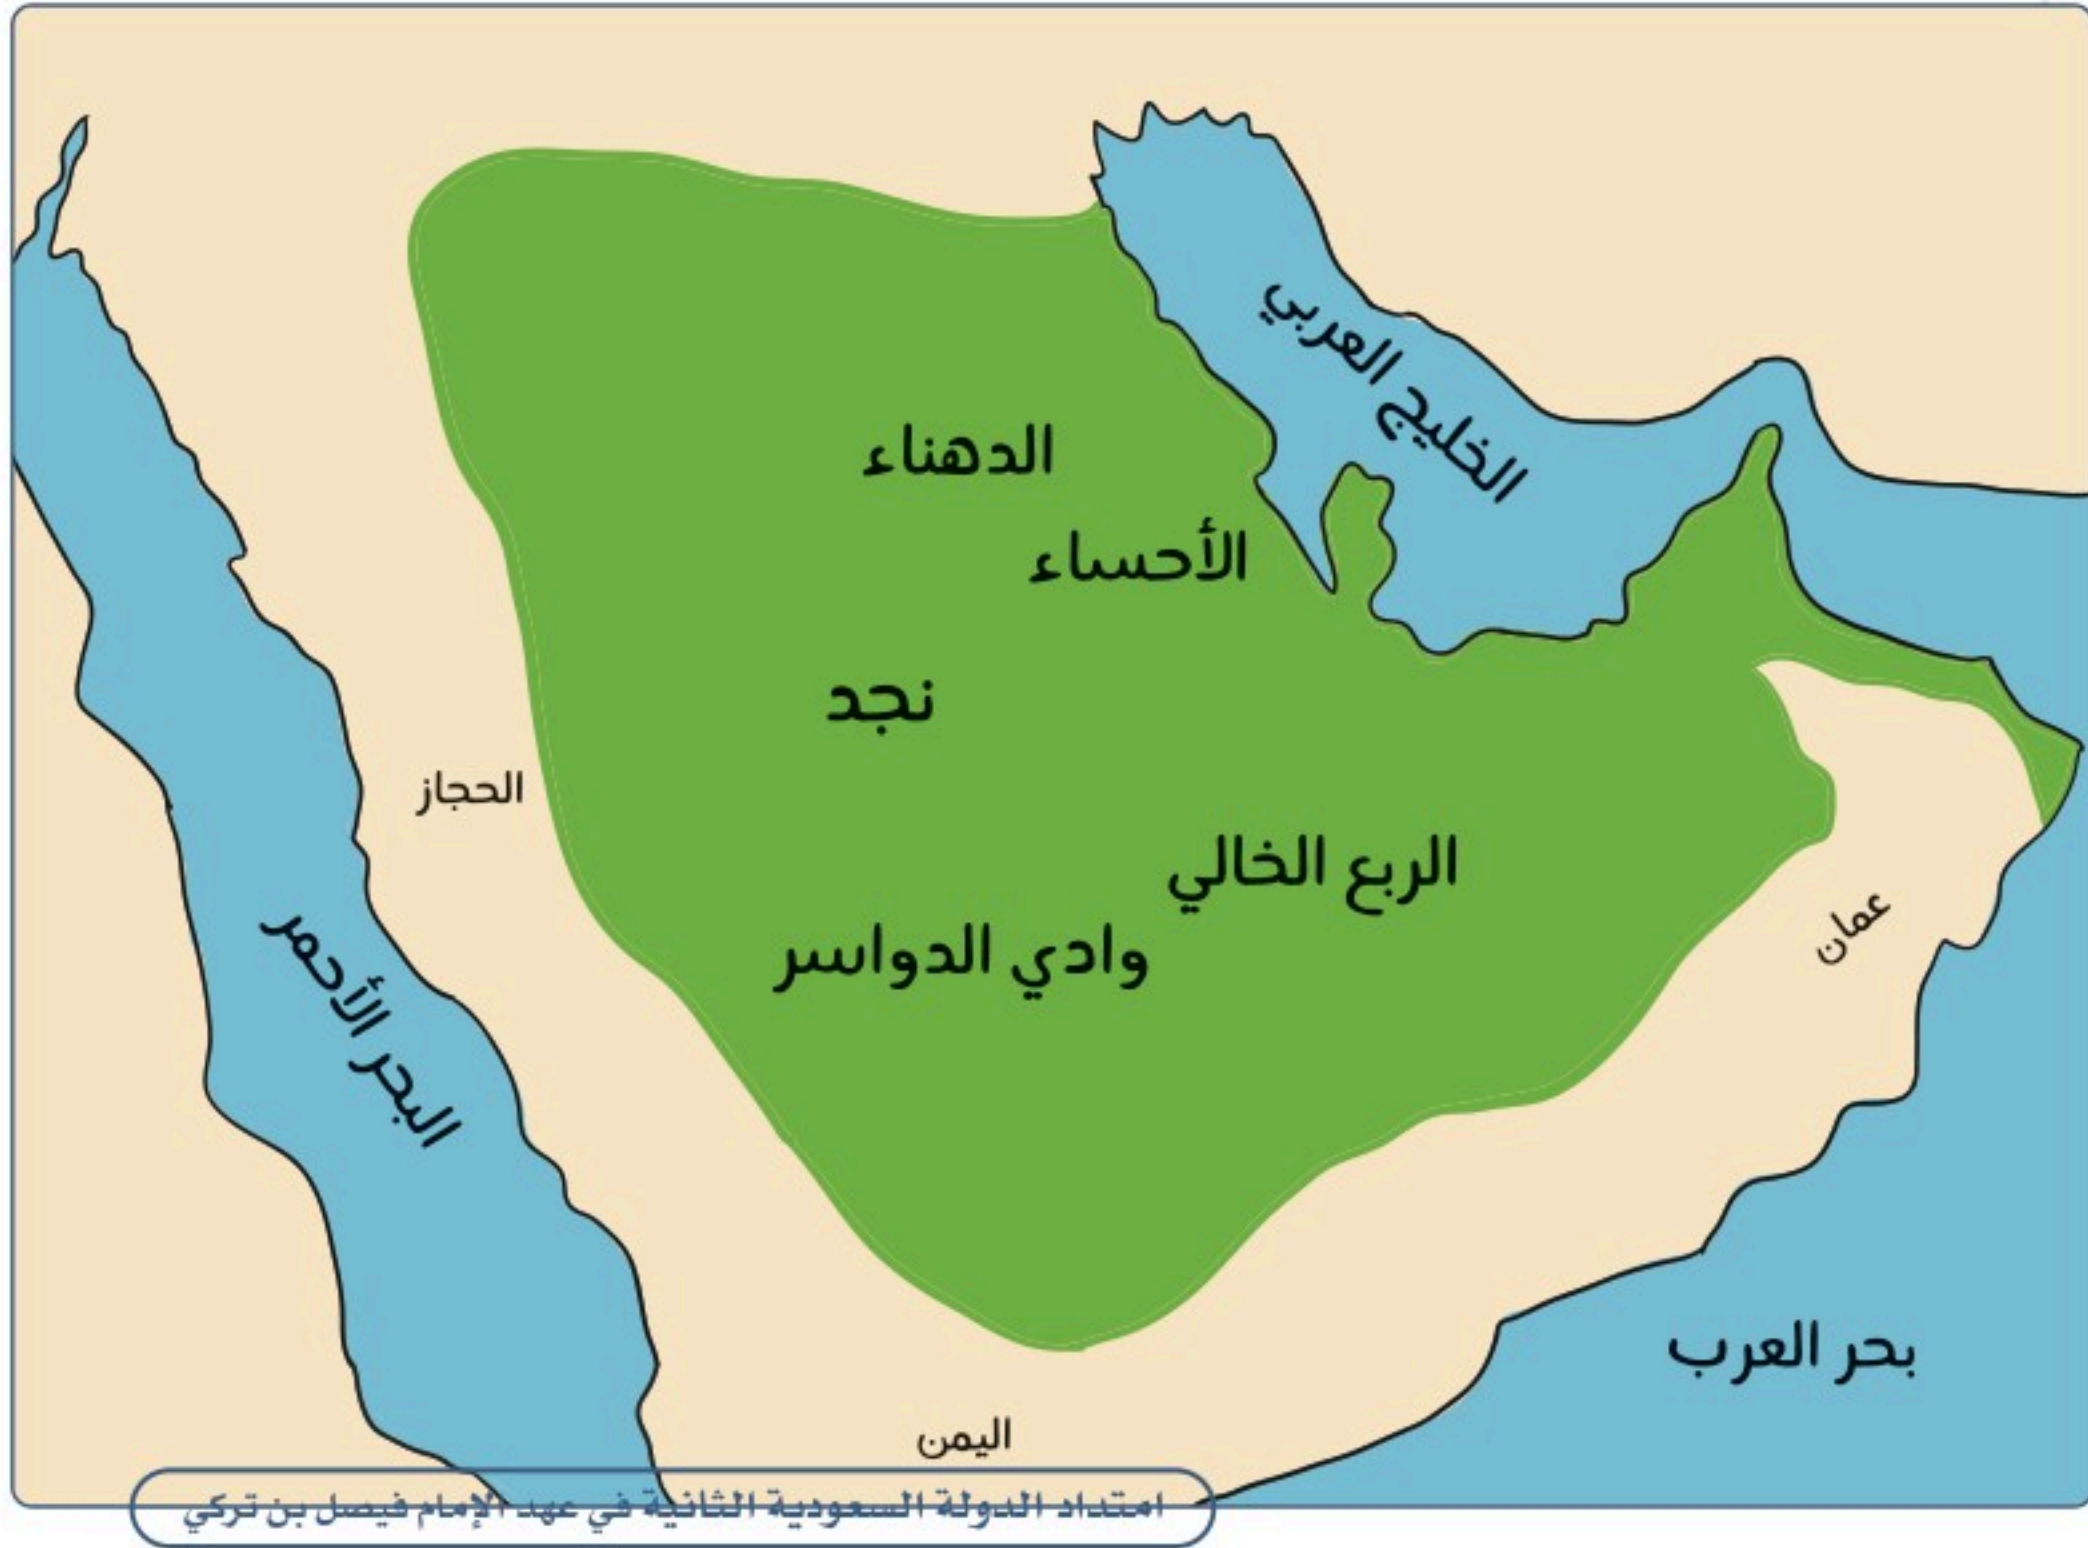 الخليج العربي
الدهناء
الأحساء
نجد
الحجاز
الربع الخالي
وادي الدواسر
عمان
البحر الأحمر
بحر العرب
اليمن
امتداد الدولة السعودية الثانية في عهد الإمام فيصل بن تركي